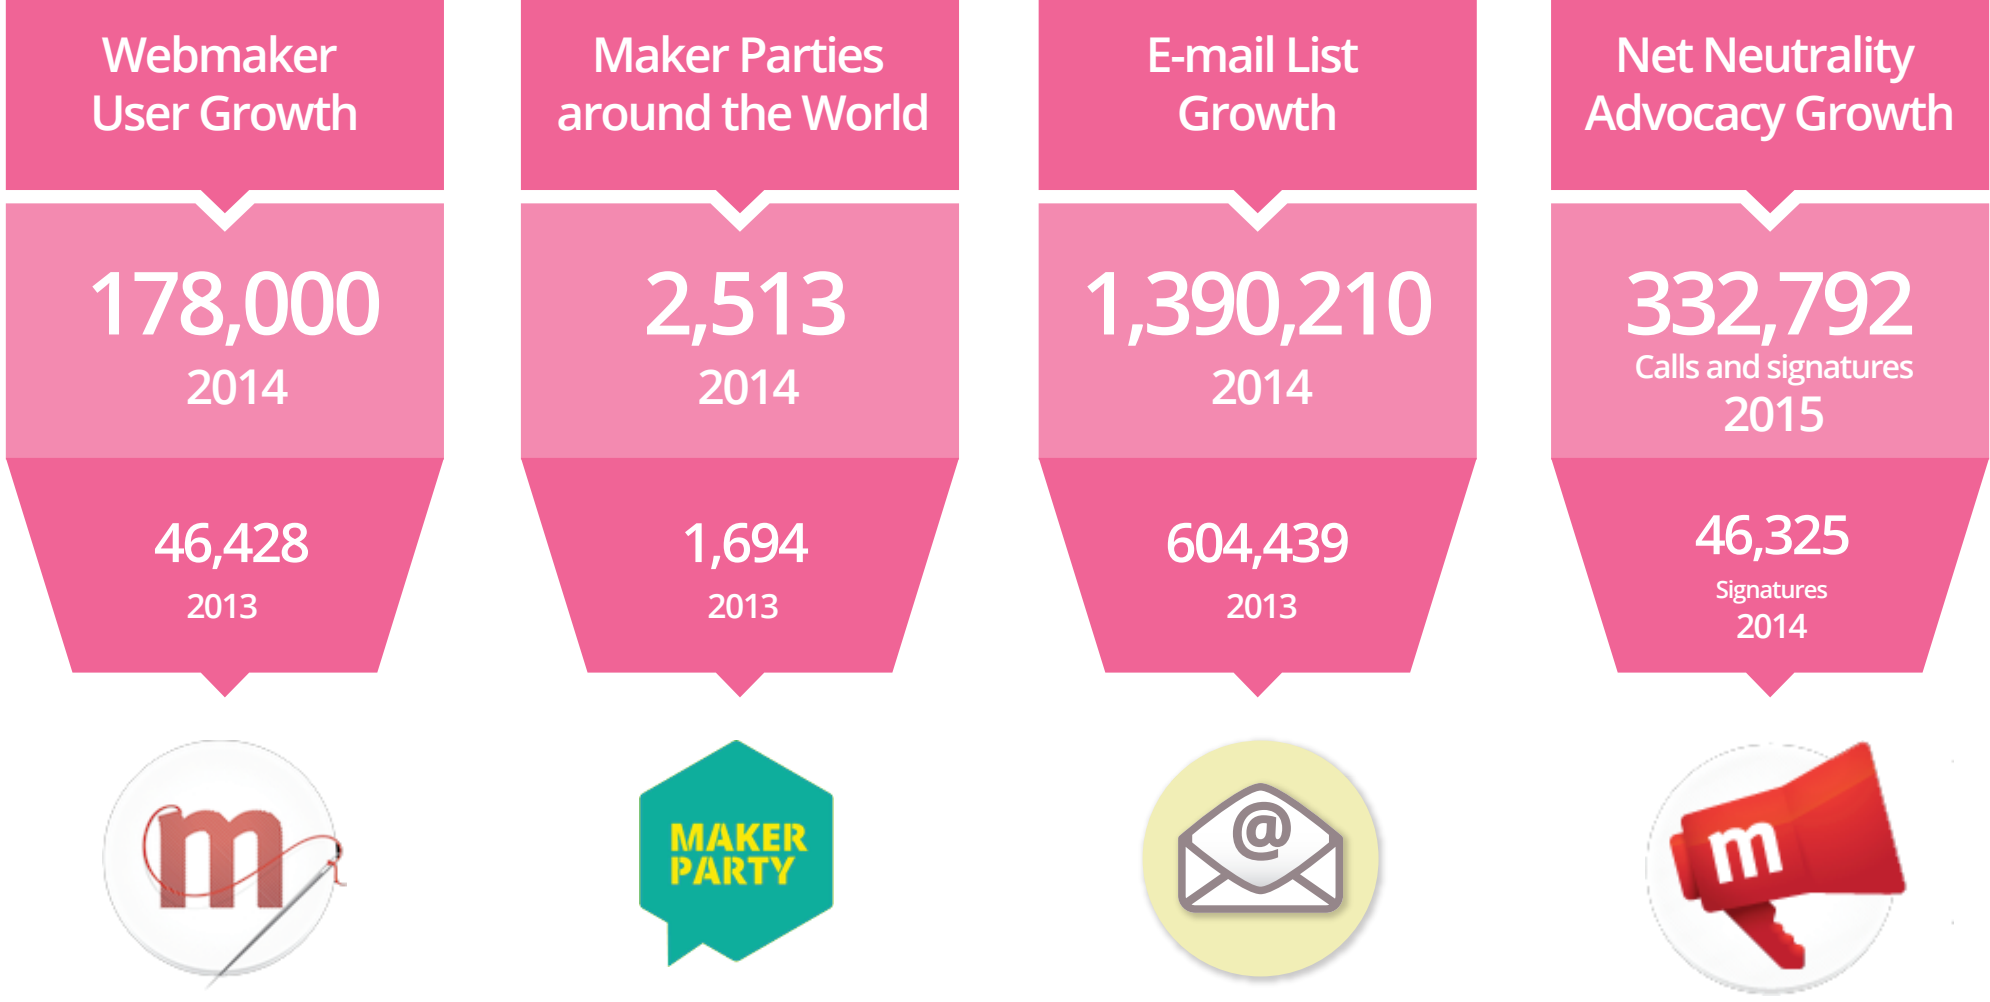 Webmaker
User Growth
178,000
2014
46,428
2013
Maker Parties
around the World
2,513
2014
1,694
2013
MAKER
PARTY
E-mail List
Growth
1,390,210
2014
604,439
2013
@
Net Neutrality
Advocacy Growth
332,792
Calls and signatures
2015
46,325
Signatures
2014
m
m